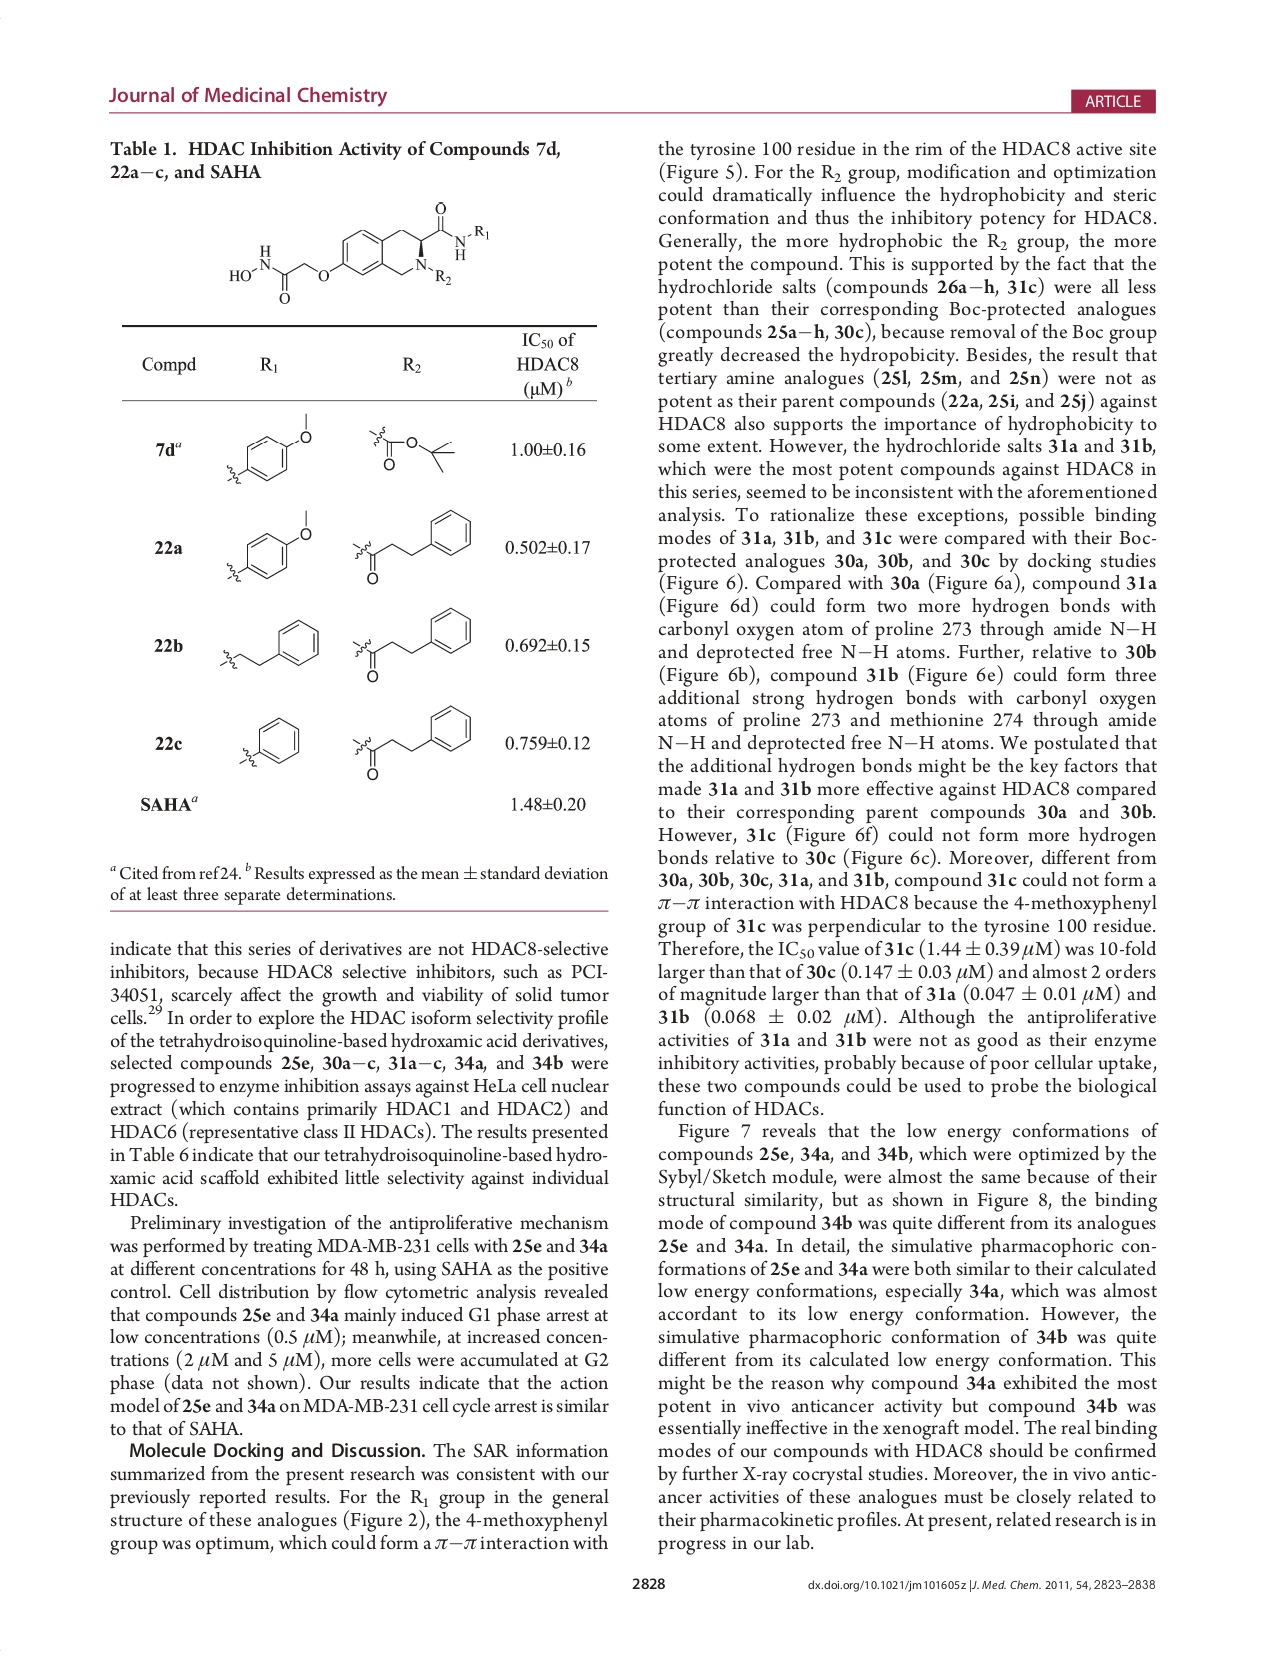 Journal of Medicinal Chemistry
ARTICLE
Table 1. HDAC Inhibition Activity of Compounds 7d,
22a−c, and SAHA
O
N
H
R1
N
R2
H
N
HO
O
O
Compd R1 R2 IC50 of
HDAC8
(μM) b
7d a O O O 1.00±0.16
22a O O 0.502±0.17
22b O 0.692±0.15
22c O 0.759±0.12
SAHA a 1.48±0.20
a Cited from ref 24. b Results expressed as the mean ± standard deviation
of at least three separate determinations.
indicate that this series of derivatives are not HDAC8-selective
inhibitors, because HDAC8 selective inhibitors, such as PCI-
34051, scarcely affect the growth and viability of solid tumor
cells.29 In order to explore the HDAC isoform selectivity profile
of the tetrahydroisoquinoline-based hydroxamic acid derivatives,
selected compounds 25e, 30a−c, 31a−c, 34a, and 34b were
progressed to enzyme inhibition assays against HeLa cell nuclear
extract (which contains primarily HDAC1 and HDAC2) and
HDAC6 (representative class II HDACs). The results presented
in Table 6 indicate that our tetrahydroisoquinoline-based hydro-
xamic acid scaffold exhibited little selectivity against individual
HDACs.
Preliminary investigation of the antiproliferative mechanism
was performed by treating MDA-MB-231 cells with 25e and 34a
at different concentrations for 48 h, using SAHA as the positive
control. Cell distribution by flow cytometric analysis revealed
that compounds 25e and 34a mainly induced G1 phase arrest at
low concentrations (0.5 μM); meanwhile, at increased concen-
trations (2 μM and 5 μM), more cells were accumulated at G2
phase (data not shown). Our results indicate that the action
model of 25e and 34a on MDA-MB-231 cell cycle arrest is similar
to that of SAHA.
Molecule Docking and Discussion. The SAR information
summarized from the present research was consistent with our
previously reported results. For the R1 group in the general
structure of these analogues (Figure 2), the 4-methoxyphenyl
group was optimum, which could form a π−π interaction with
the tyrosine 100 residue in the rim of the HDAC8 active site
(Figure 5). For the R2 group, modification and optimization
could dramatically influence the hydrophobicity and steric
conformation and thus the inhibitory potency for HDAC8.
Generally, the more hydrophobic the R2 group, the more
potent the compound. This is supported by the fact that the
hydrochloride salts (compounds 26a−h, 31c) were all less
potent than their corresponding Boc-protected analogues
(compounds 25a−h, 30c), because removal of the Boc group
greatly decreased the hydropobicity. Besides, the result that
tertiary amine analogues (25l, 25m, and 25n) were not as
potent as their parent compounds (22a, 25i, and 25j) against
HDAC8 also supports the importance of hydrophobicity to
some extent. However, the hydrochloride salts 31a and 31b,
which were the most potent compounds against HDAC8 in
this series, seemed to be inconsistent with the aforementioned
analysis. To rationalize these exceptions, possible binding
modes of 31a, 31b, and 31c were compared with their Boc-
protected analogues 30a, 30b, and 30c by docking studies
(Figure 6). Compared with 30a (Figure 6a), compound 31a
(Figure 6d) could form two more hydrogen bonds with
carbonyl oxygen atom of proline 273 through amide N−H
and deprotected free N−H atoms. Further, relative to 30b
(Figure 6b), compound 31b (Figure 6e) could form three
additional strong hydrogen bonds with carbonyl oxygen
atoms of proline 273 and methionine 274 through amide
N−H and deprotected free N−H atoms. We postulated that
the additional hydrogen bonds might be the key factors that
made 31a and 31b more effective against HDAC8 compared
to their corresponding parent compounds 30a and 30b.
However, 31c (Figure 6f) could not form more hydrogen
bonds relative to 30c (Figure 6c). Moreover, different from
30a, 30b, 30c, 31a, and 31b, compound 31c could not form a
π−π interaction with HDAC8 because the 4-methoxyphenyl
group of 31c was perpendicular to the tyrosine 100 residue.
Therefore, the IC50 value of 31c (1.44 ± 0.39 μM) was 10-fold
larger than that of 30c (0.147 ± 0.03 μM) and almost 2 orders
of magnitude larger than that of 31a (0.047 ± 0.01 μM) and
31b (0.068 ± 0.02 μM). Although the antiproliferative
activities of 31a and 31b were not as good as their enzyme
inhibitory activities, probably because of poor cellular uptake,
these two compounds could be used to probe the biological
function of HDACs.
Figure 7 reveals that the low energy conformations of
compounds 25e, 34a, and 34b, which were optimized by the
Sybyl/Sketch module, were almost the same because of their
structural similarity, but as shown in Figure 8, the binding
mode of compound 34b was quite different from its analogues
25e and 34a. In detail, the simulative pharmacophoric con-
formations of 25e and 34a were both similar to their calculated
low energy conformations, especially 34a, which was almost
accordant to its low energy conformation. However, the
simulative pharmacophoric conformation of 34b was quite
different from its calculated low energy conformation. This
might be the reason why compound 34a exhibited the most
potent in vivo anticancer activity but compound 34b was
essentially ineffective in the xenograft model. The real binding
modes of our compounds with HDAC8 should be confirmed
by further X-ray cocrystal studies. Moreover, the in vivo antic-
ancer activities of these analogues must be closely related to
their pharmacokinetic profiles. At present, related research is in
progress in our lab.
2828
dx.doi.org/10.1021/jm101605z |J. Med. Chem. 2011, 54, 2823–2838